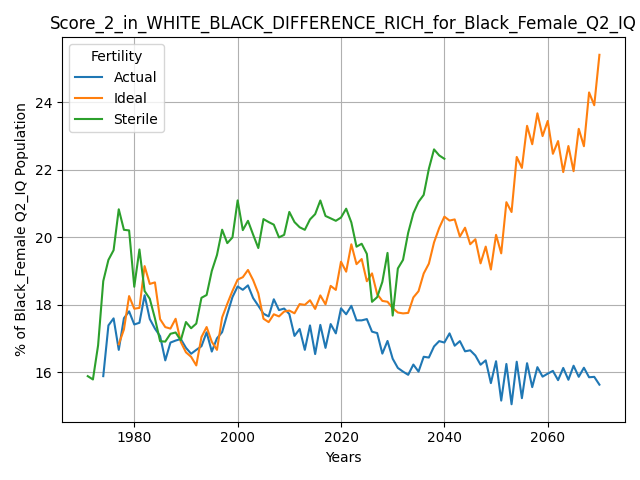 Score_2_in_WHITE_BLACK_DIFFERENCE_RICH_for_Black_Female_Q2_IQ
Fertility
Actual
Ideal
Sterile
% of Black_Female Q2_IQ Population
24
22
20
18
16
1980
2000
2020
2040
2060
Years